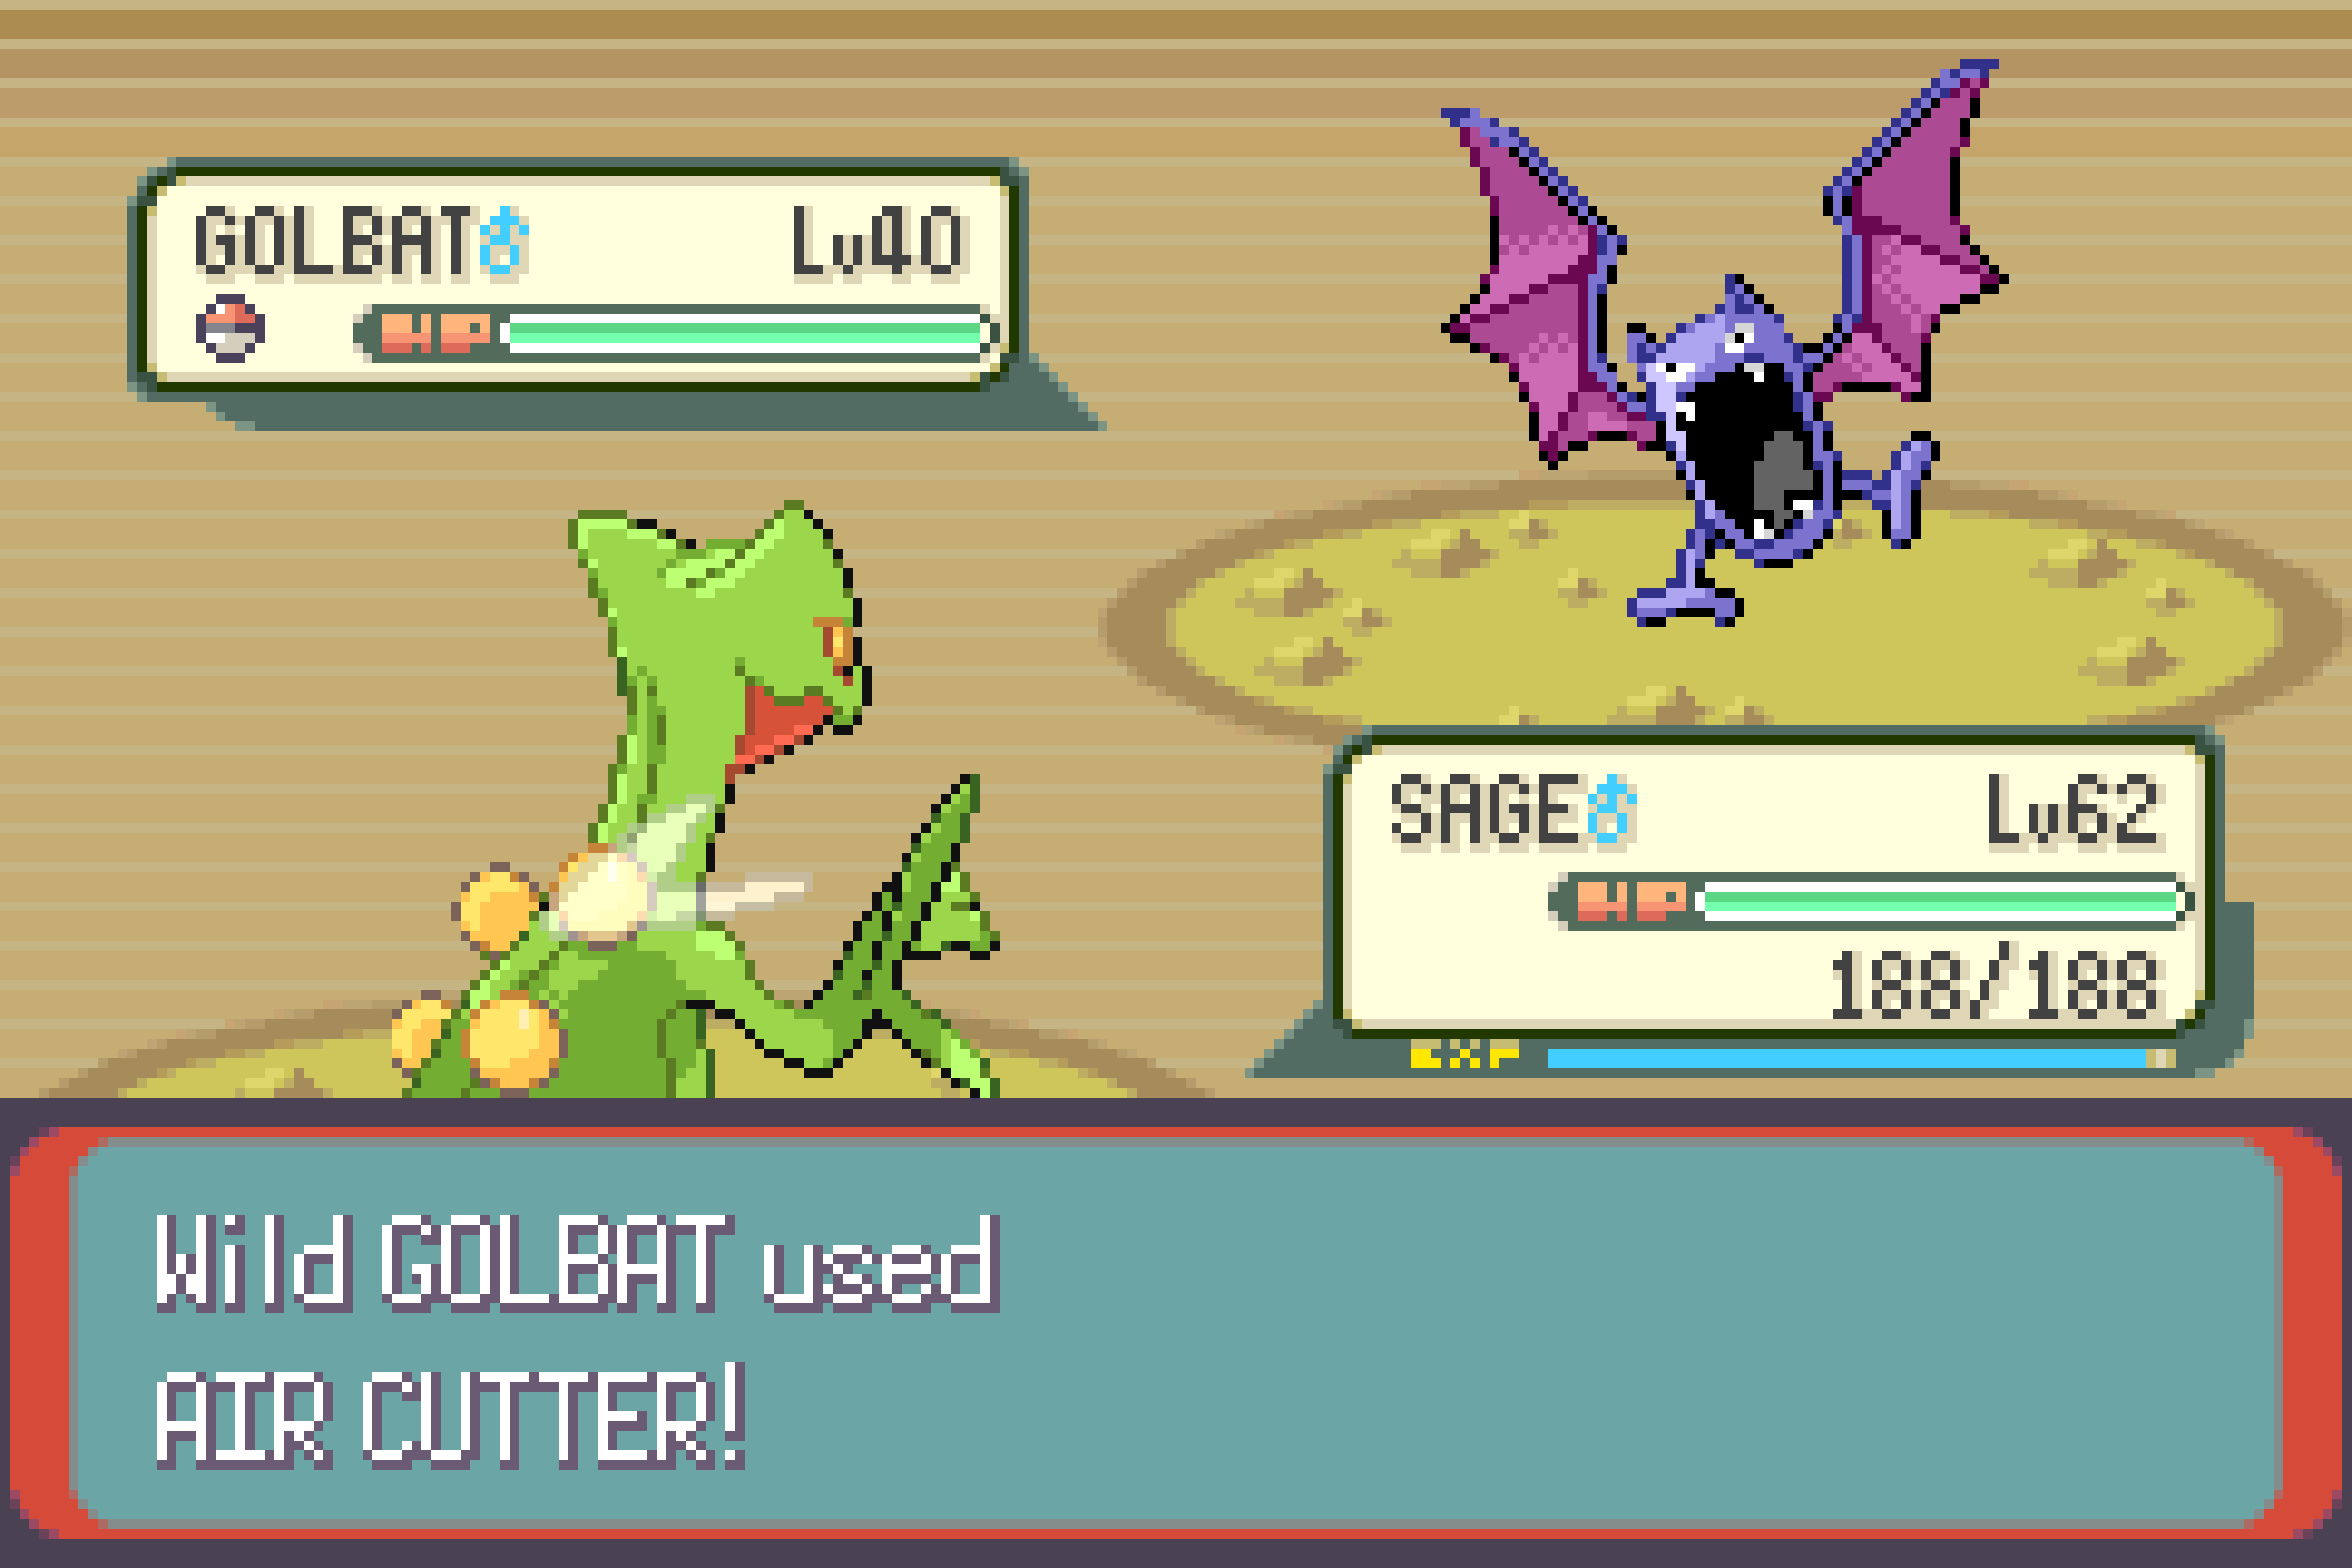 GOLBAT♂ Lv40
HP
SAGE♂ Lv62
HP
188/188
EXP
Wild GOLBAT used
AIR CUTTER!